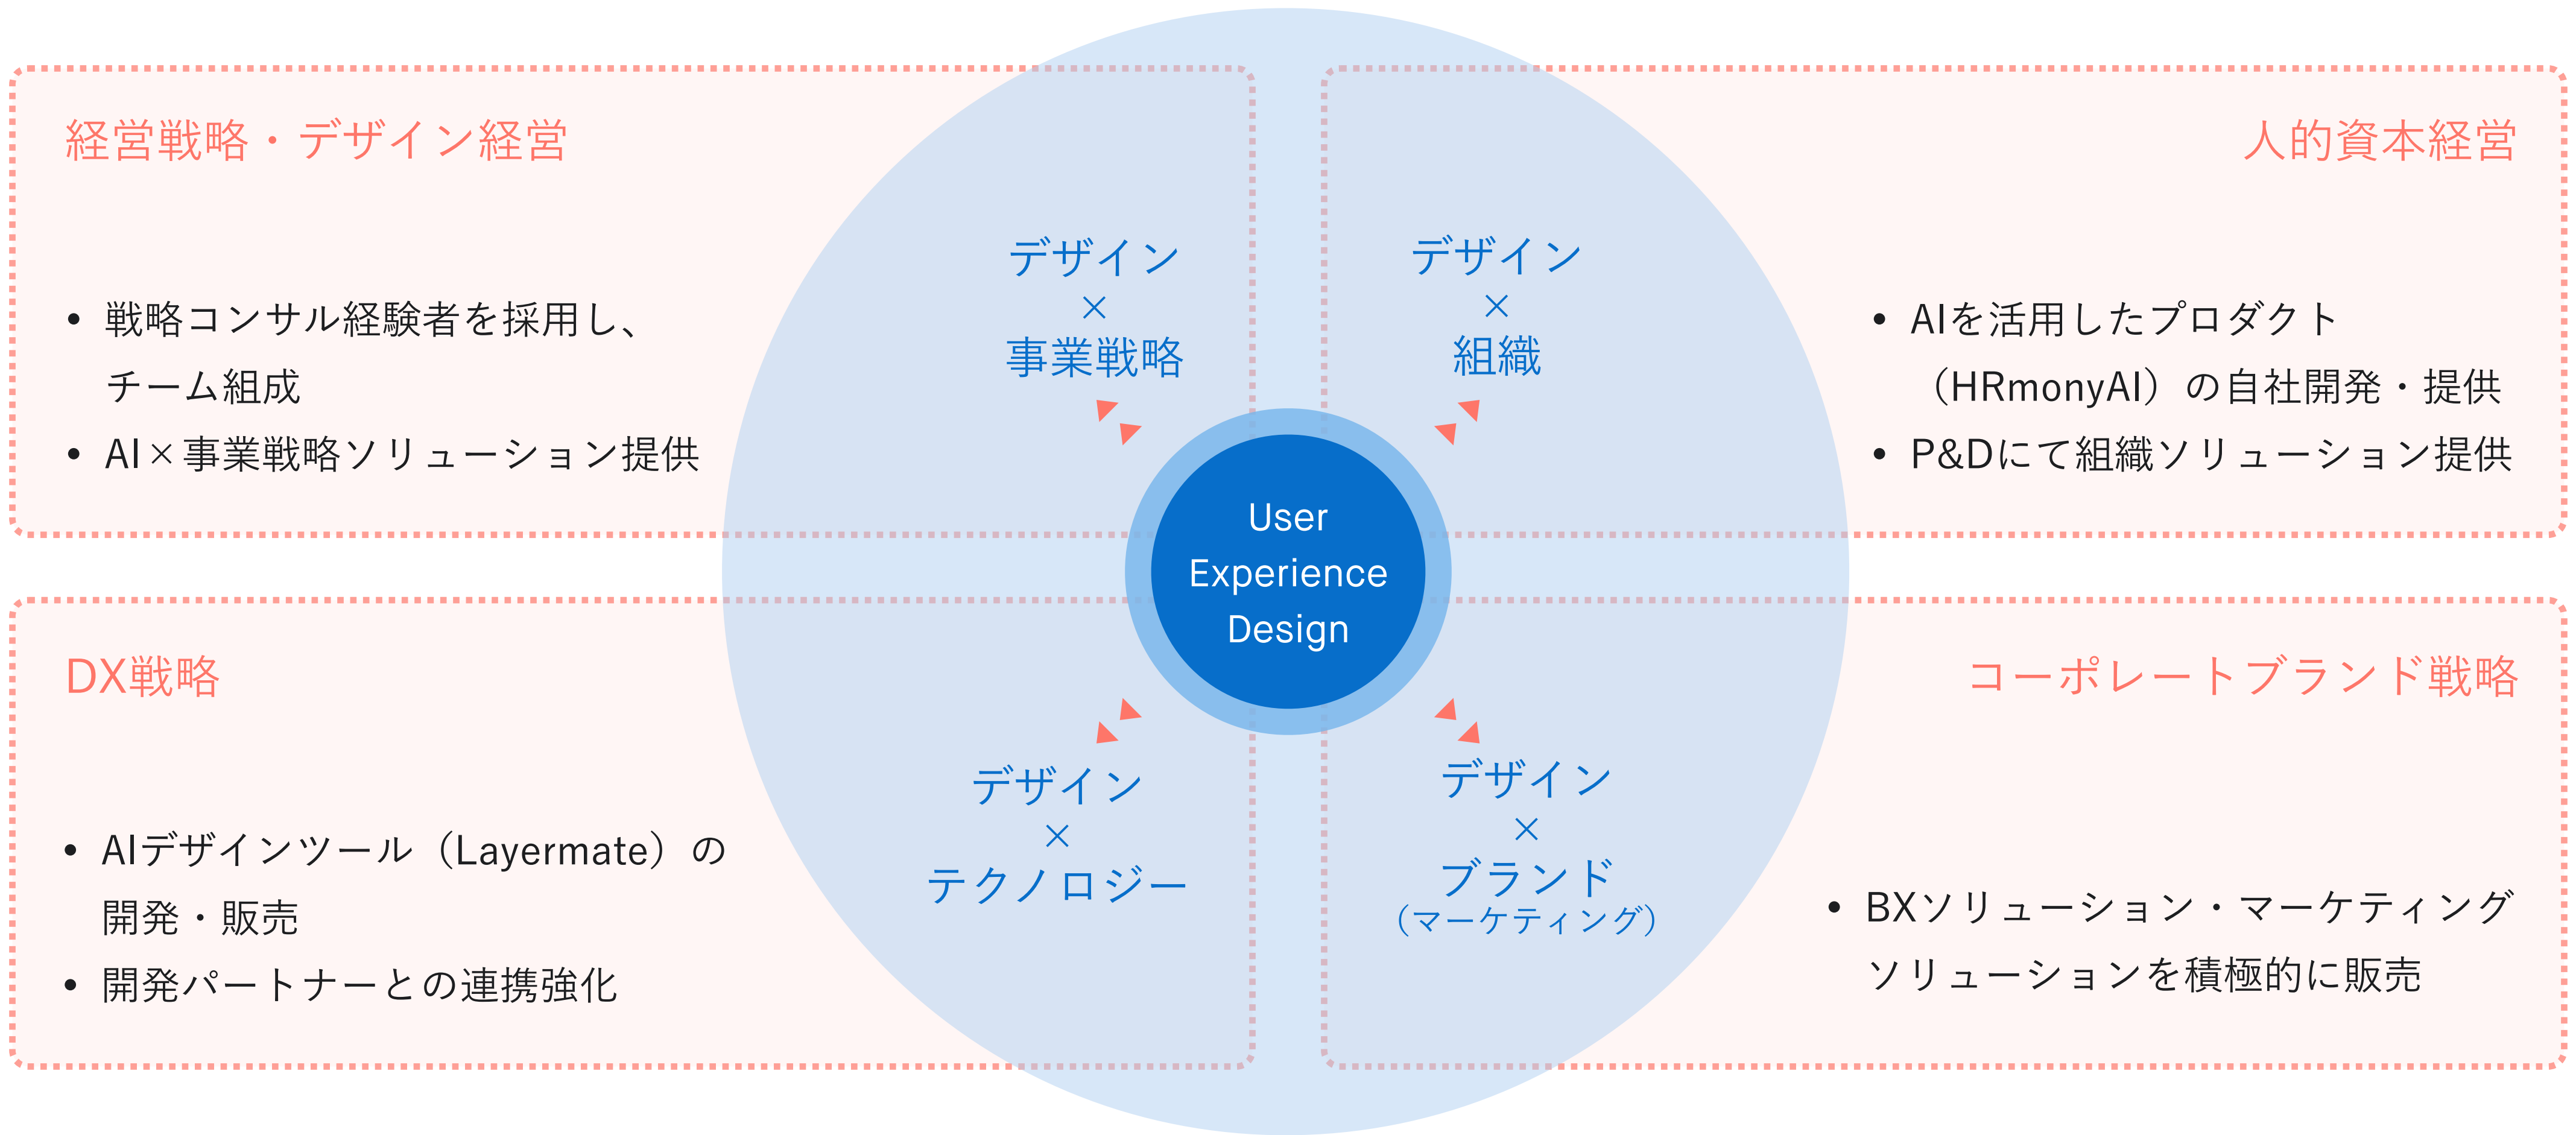 経営戦略・デザイン経営
• 戦略コンサル経験者を採用し、
チーム組成
• AI×事業戦略ソリューション提供
デザイン
×
事業戦略
人的資本経営
デザイン
×
組織
• AIを活用したプロダクト
（HRmonyAI）の自社開発・提供
• P&Dにて組織ソリューション提供
User
Experience
Design
DX戦略
• AIデザインツール（Layermate）の
開発・販売
• 開発パートナーとの連携強化
デザイン
×
テクノロジー
コーポレートブランド戦略
デザイン
×
ブランド
（マーケティング）
• BXソリューション・マーケティング
ソリューションを積極的に販売